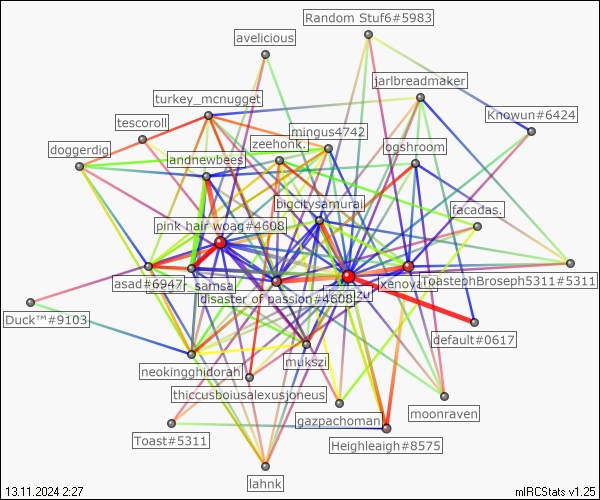 Random Stuf6#5983
avelicious
jarlbreadmaker
turkey_mcnugget
Knowun#6424
tescoroll
mingus4742
zeehonk.
ogshroom
doggerdig
andnewbees
bigcitysamurai
facadas.
pink hair woag#4608
asad#6947
samsa
xenoya
ToastephBroseph5311#5311
disaster of passion#4608
zu
Duck™#9103
default#0617
mukszi
neokingghidorah
thiccusboiusalexusjoneus
moonraven
gazpachoman
Toast#5311
Heighleaigh#8575
lahnk
13.11.2024 2:27
mIRCStats v1.25